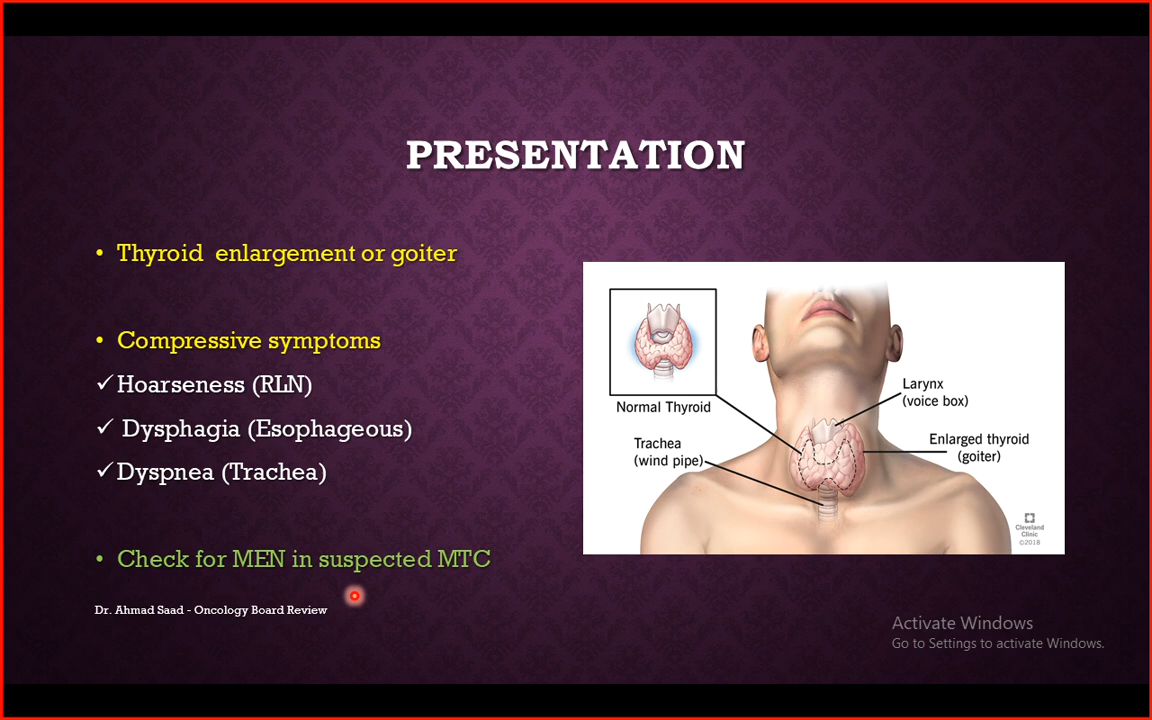 PRESENTATION
• Thyroid enlargement or goiter
• Compressive symptoms
✓ Hoarseness (RLN)
✓ Dysphagia (Esophageous)
✓ Dyspnea (Trachea)
• Check for MEN in suspected MTC
Dr. Ahmad Saad - Oncology Board Review
Normal Thyroid
Larynx
(voice box)
Trachea
(wind pipe)
Enlarged thyroid
(goiter)
Cleveland
Clinic
©2018
Activate Windows
Go to Settings to activate Windows.